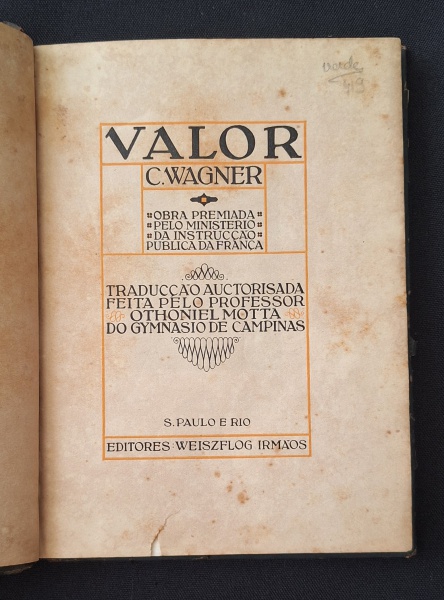 VALOR
C. WAGNER
OBRA PREMIADA
PELO MINISTERIO
DA INSTRUCÇÃO
PUBLICA DA FRANÇA
TRADUCÇÃO AUCTORISADA
FEITA PELO PROFESSOR
OTHONIEL MOTTA
DO GYMNASIO DE CAMPINAS
S. PAULO E RIO
EDITORES WEISZFLOG IRMÃOS